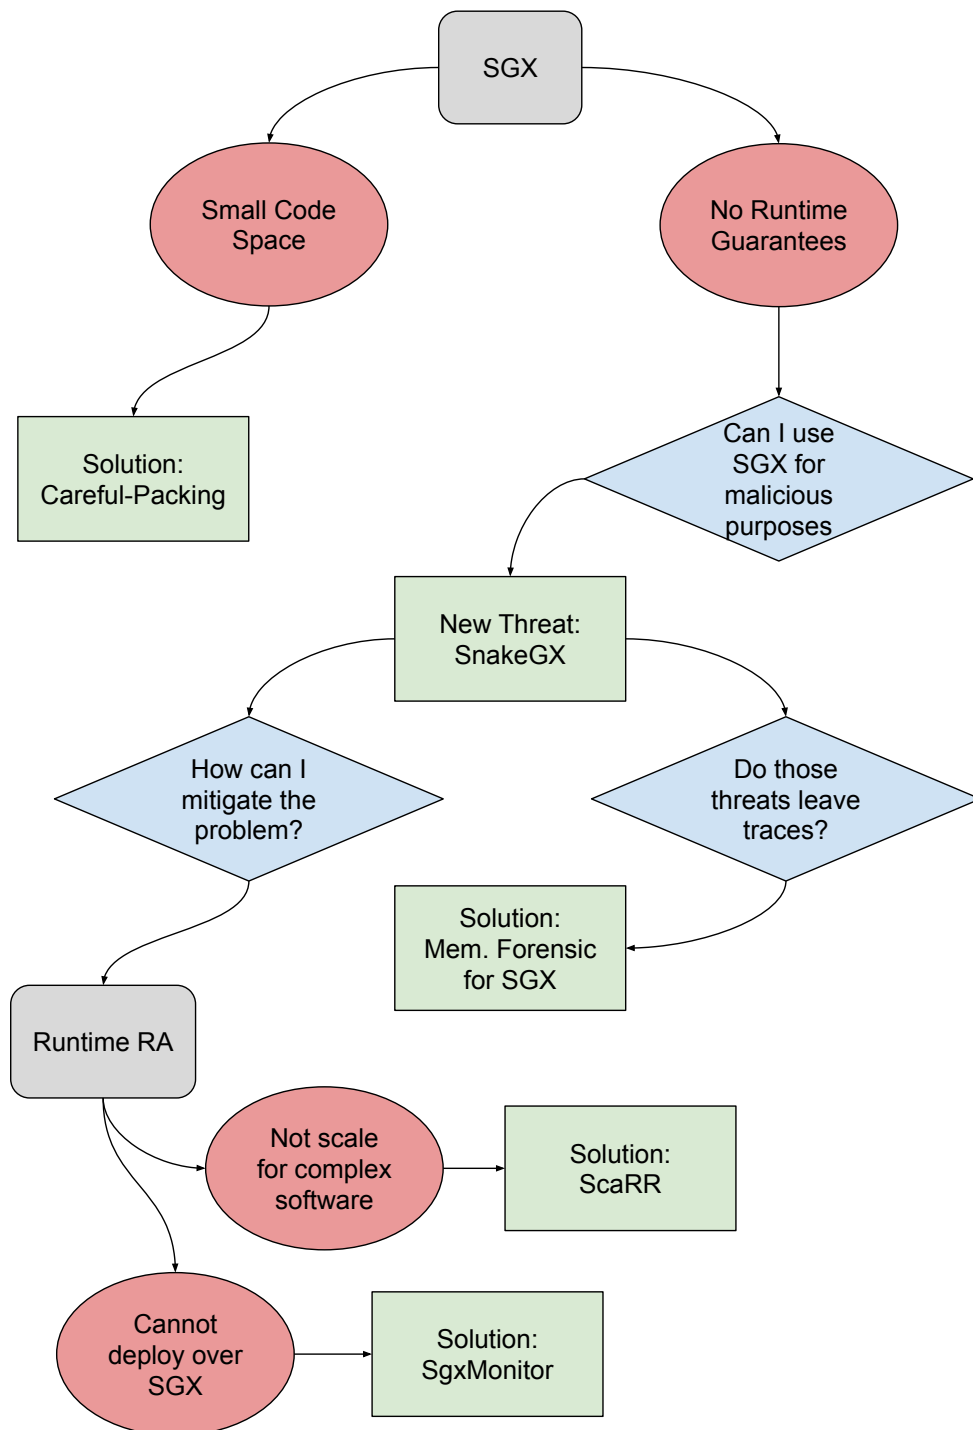 SGX
Small Code
Space
No Runtime
Guarantees
Solution:
Careful-Packing
Can I use
SGX for
malicious
purposes
New Threat:
SnakeGX
How can I
mitigate the
problem?
Do those
threats leave
traces?
Solution:
Mem. Forensic
for SGX
Runtime RA
Not scale
for complex
software
Solution:
ScaRR
Cannot
deploy over
SGX
Solution:
SgxMonitor